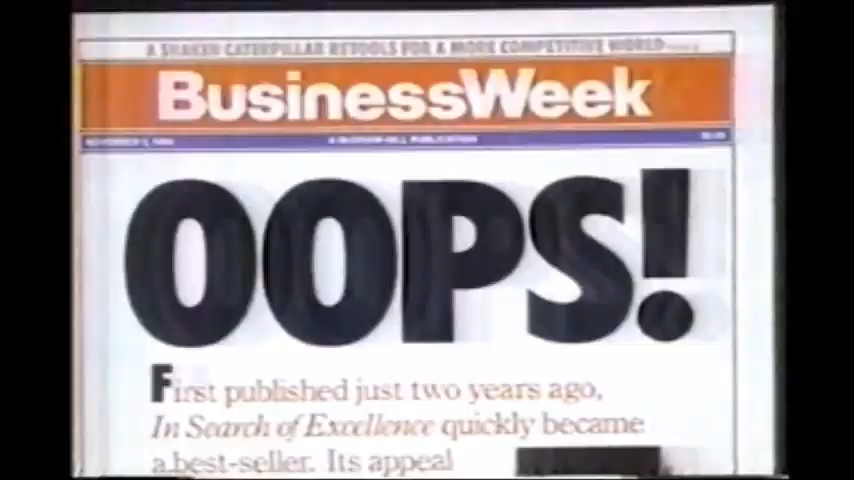 A SHAKEN CATERPILLAR RETOOLS FOR A MORE COMPETITIVE WORLD
BusinessWeek
A McGRAW-HILL PUBLICATION
OOPS!
First published just two years ago,
In Search of Excellence quickly became
a best-seller. Its appeal